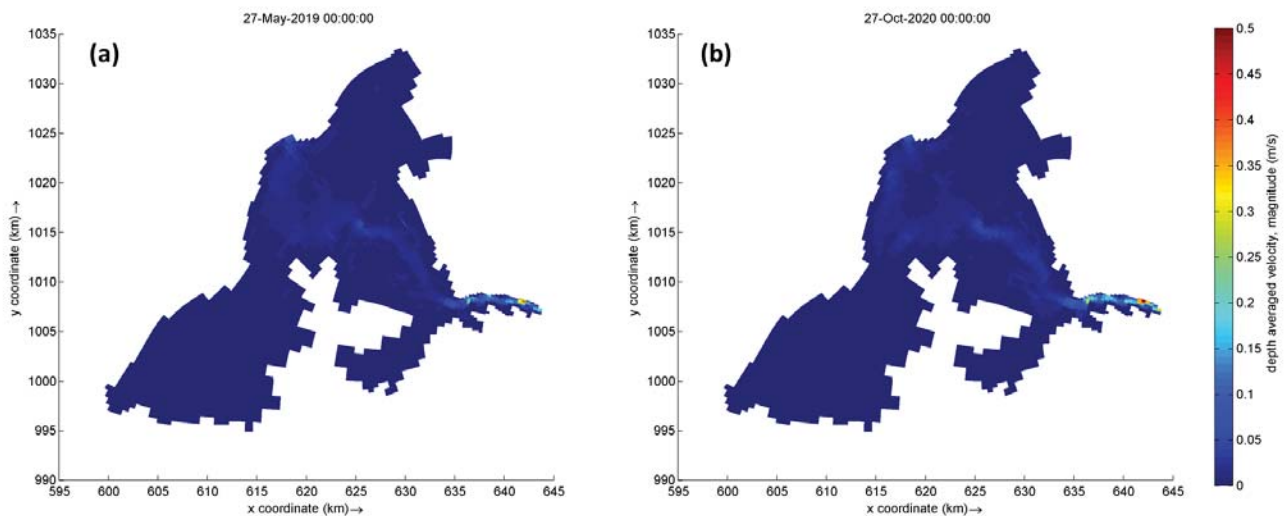 27-May-2019 00:00:00
(a)
1035
1030
1025
1020
1015
1010
1005
1000
995
990
y coordinate (km)→
595 600 605 610 615 620 625 630 635 640 645
x coordinate (km)→
27-Oct-2020 00:00:00
(b)
1035
1030
1025
1020
1015
1010
1005
1000
995
990
y coordinate (km)→
595 600 605 610 615 620 625 630 635 640 645
x coordinate (km)→
0.5
0.45
0.4
0.35
0.3
0.25
0.2
0.15
0.1
0.05
0
depth averaged velocity, magnitude (m/s)